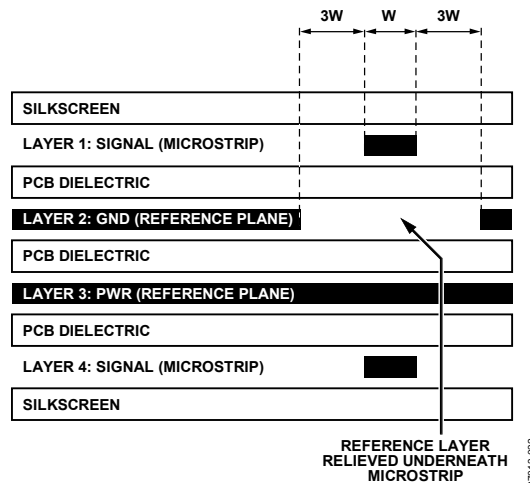 3W W 3W
SILKSCREEN
LAYER 1: SIGNAL (MICROSTRIP)
PCB DIELECTRIC
LAYER 2: GND (REFERENCE PLANE)
PCB DIELECTRIC
LAYER 3: PWR (REFERENCE PLANE)
PCB DIELECTRIC
LAYER 4: SIGNAL (MICROSTRIP)
SILKSCREEN
REFERENCE LAYER
RELIEVED UNDERNEATH
MICROSTRIP